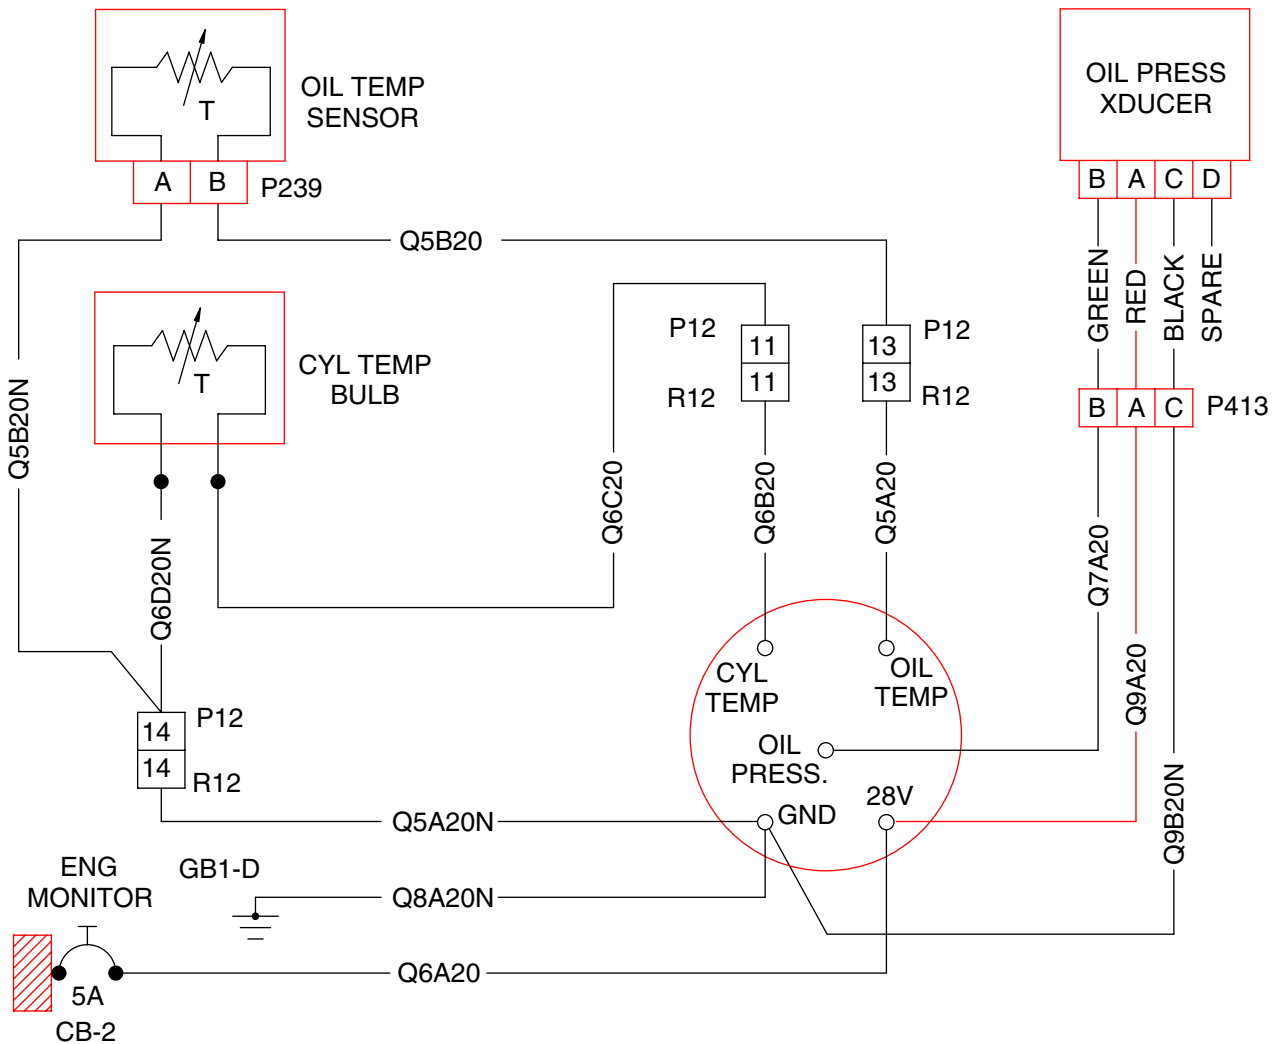 OIL TEMP
SENSOR
T
A B P239
OIL PRESS
XDUCER
B A C D
GREEN
RED
BLACK
SPARE
Q5B20
CYL TEMP
BULB
T
P12 11
11 R12
13 P12
13 R12
B A C P413
Q5B20N
Q6D20N
Q6C20
Q6B20
Q5A20
Q7A20
Q9A20
Q9B20N
CYL
TEMP
OIL
TEMP
OIL
PRESS.
28V
GND
14 P12
14 R12
Q5A20N
ENG
MONITOR
GB1-D
Q8A20N
Q6A20
5A
CB-2